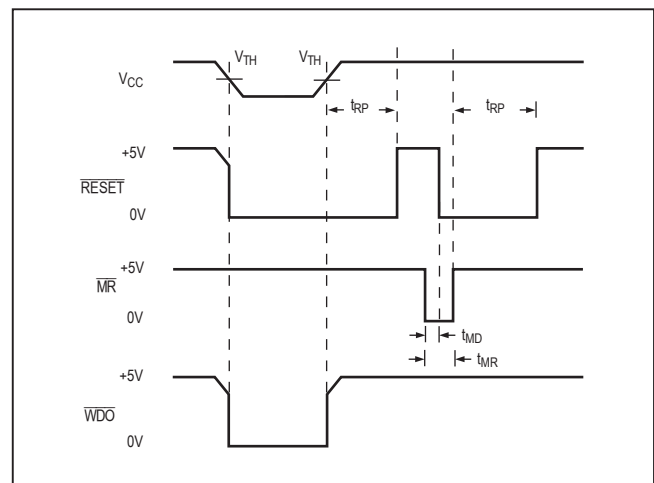 VTH VTH
VCC
tRP tRP
+5V
RESET
0V
+5V
MR
0V
tMD
tMR
+5V
WDO
0V